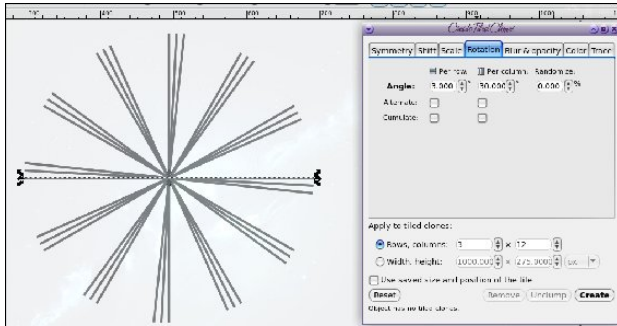 Create Tiled Clones
Symmetry Shift Scale Rotation Blur & opacity Color Trace
Per row: Per column: Randomize:
Angle: 3.000 ° 30.000 ° 0.000 %
Alternate:
Cumulate:
Apply to tiled clones:
Rows, columns: 3 × 12
Width, height: 1000.000 × 275.0000 px
Use saved size and position of the tile
Reset Remove Unclump Create
Object has no tiled clones.